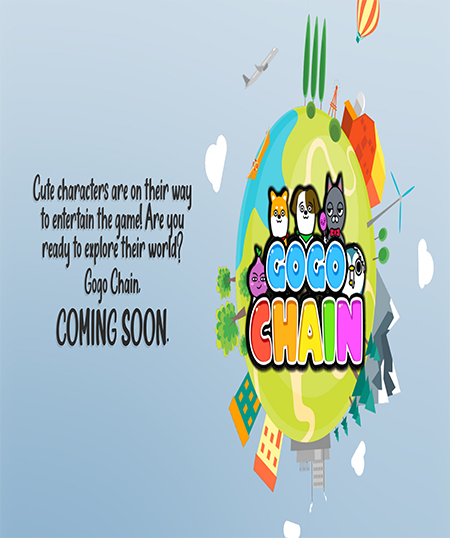 Cute characters are on their way
to entertain the game! Are you
ready to explore their world?
Gogo Chain.
COMING SOON.
GOGO
CHAIN